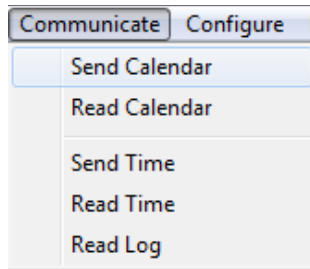 Communicate Configure
Send Calendar
Read Calendar
Send Time
Read Time
Read Log